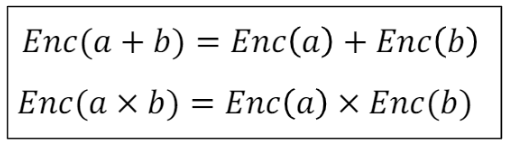 Enc(a + b) = Enc(a) + Enc(b)
Enc(a × b) = Enc(a) × Enc(b)